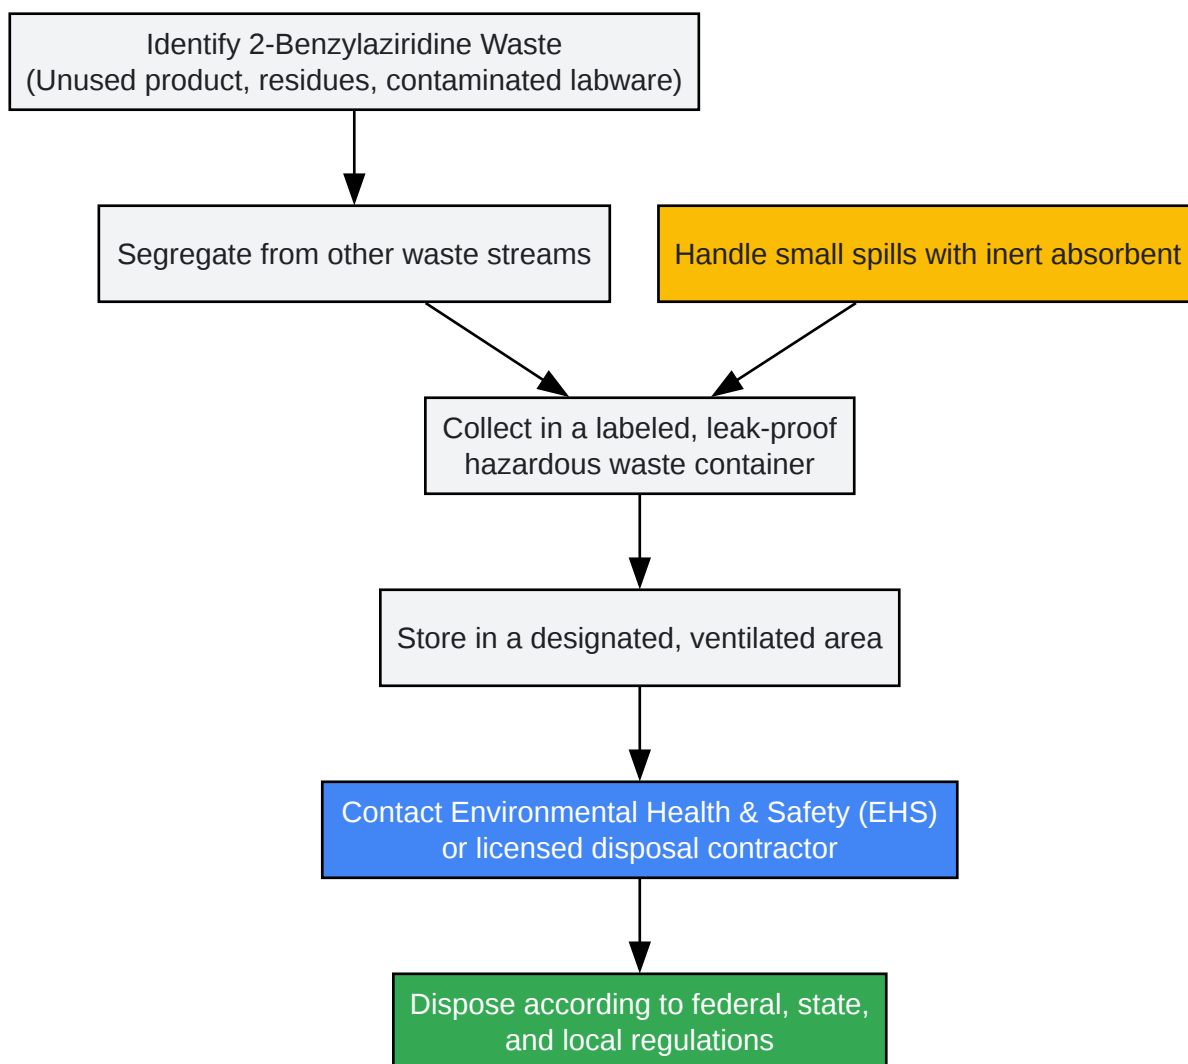 Identify 2-Benzylaziridine Waste
(Unused product, residues, contaminated labware)
Segregate from other waste streams
Handle small spills with inert absorbent
Collect in a labeled, leak-proof
hazardous waste container
Store in a designated, ventilated area
Contact Environmental Health & Safety (EHS)
or licensed disposal contractor
Dispose according to federal, state,
and local regulations